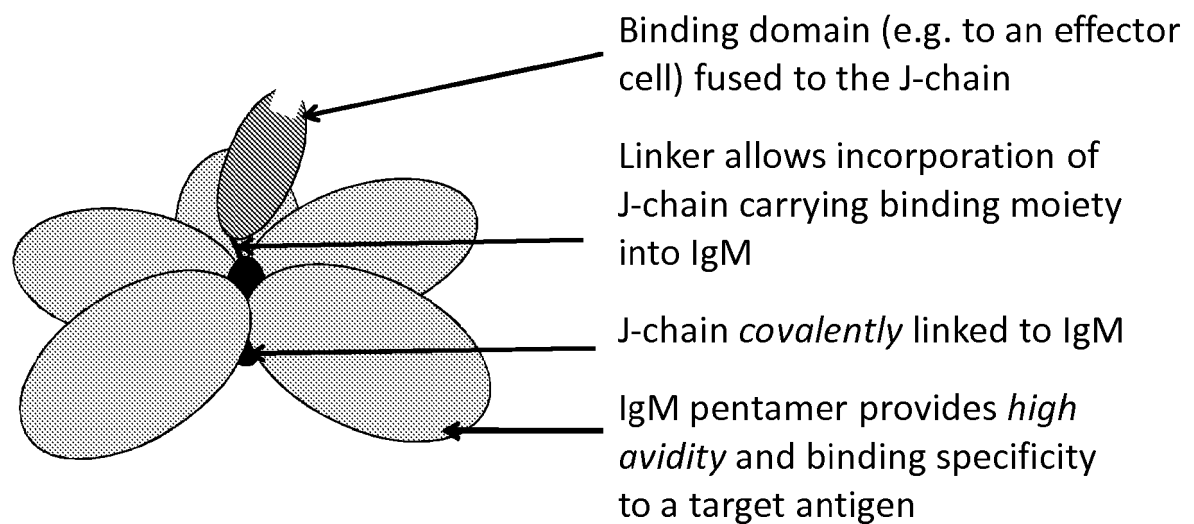 Binding domain (e.g. to an effector
cell) fused to the J-chain
Linker allows incorporation of
J-chain carrying binding moiety
into IgM
J-chain covalently linked to IgM
IgM pentamer provides high
avidity and binding specificity
to a target antigen